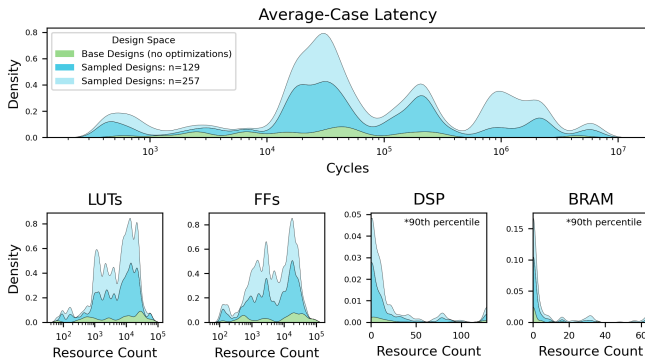 Average-Case Latency
Density
0.8
0.6
0.4
0.2
0.0
Design Space
Base Designs (no optimizations)
Sampled Designs: n=129
Sampled Designs: n=257
10³
10⁴
10⁵
10⁶
10⁷
Cycles
LUTs
Density
0.8
0.6
0.4
0.2
0.0
10²
10³
10⁴
10⁵
Resource Count
FFs
0.8
0.6
0.4
0.2
0.0
10²
10³
10⁴
10⁵
Resource Count
DSP
*90th percentile
0.05
0.04
0.03
0.02
0.01
0.00
0
50
100
Resource Count
BRAM
*90th percentile
0.15
0.10
0.05
0.00
0
20
40
60
Resource Count